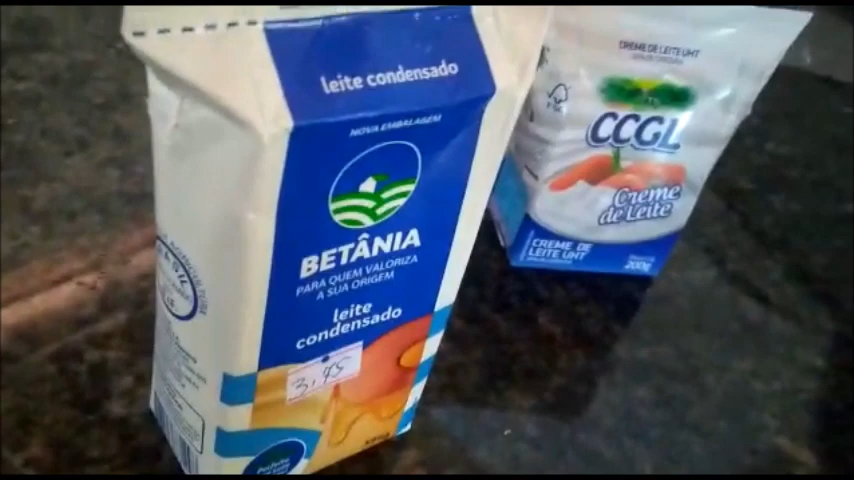 leite condensado
NOVA EMBALAGEM
BETÂNIA
PARA QUEM VALORIZA
A SUA ORIGEM
leite
condensado
3,45
CREME DE LEITE UHT
CCGL
Creme
de Leite
CREME DE
LEITE UHT
200g